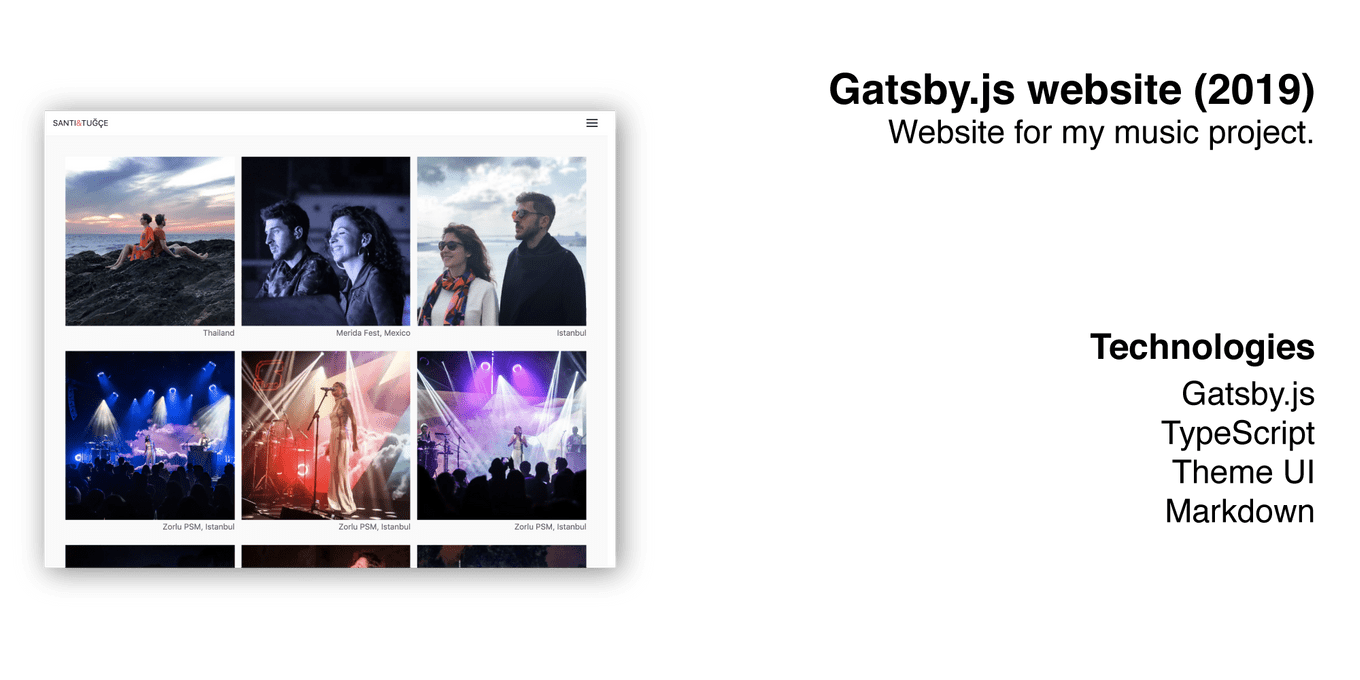 SANTI&TUĞÇE
Thailand
Merida Fest, Mexico
Istanbul
Zorlu PSM, Istanbul
Zorlu PSM, Istanbul
Zorlu PSM, Istanbul
Gatsby.js website (2019)
Website for my music project.
Technologies
Gatsby.js
TypeScript
Theme UI
Markdown